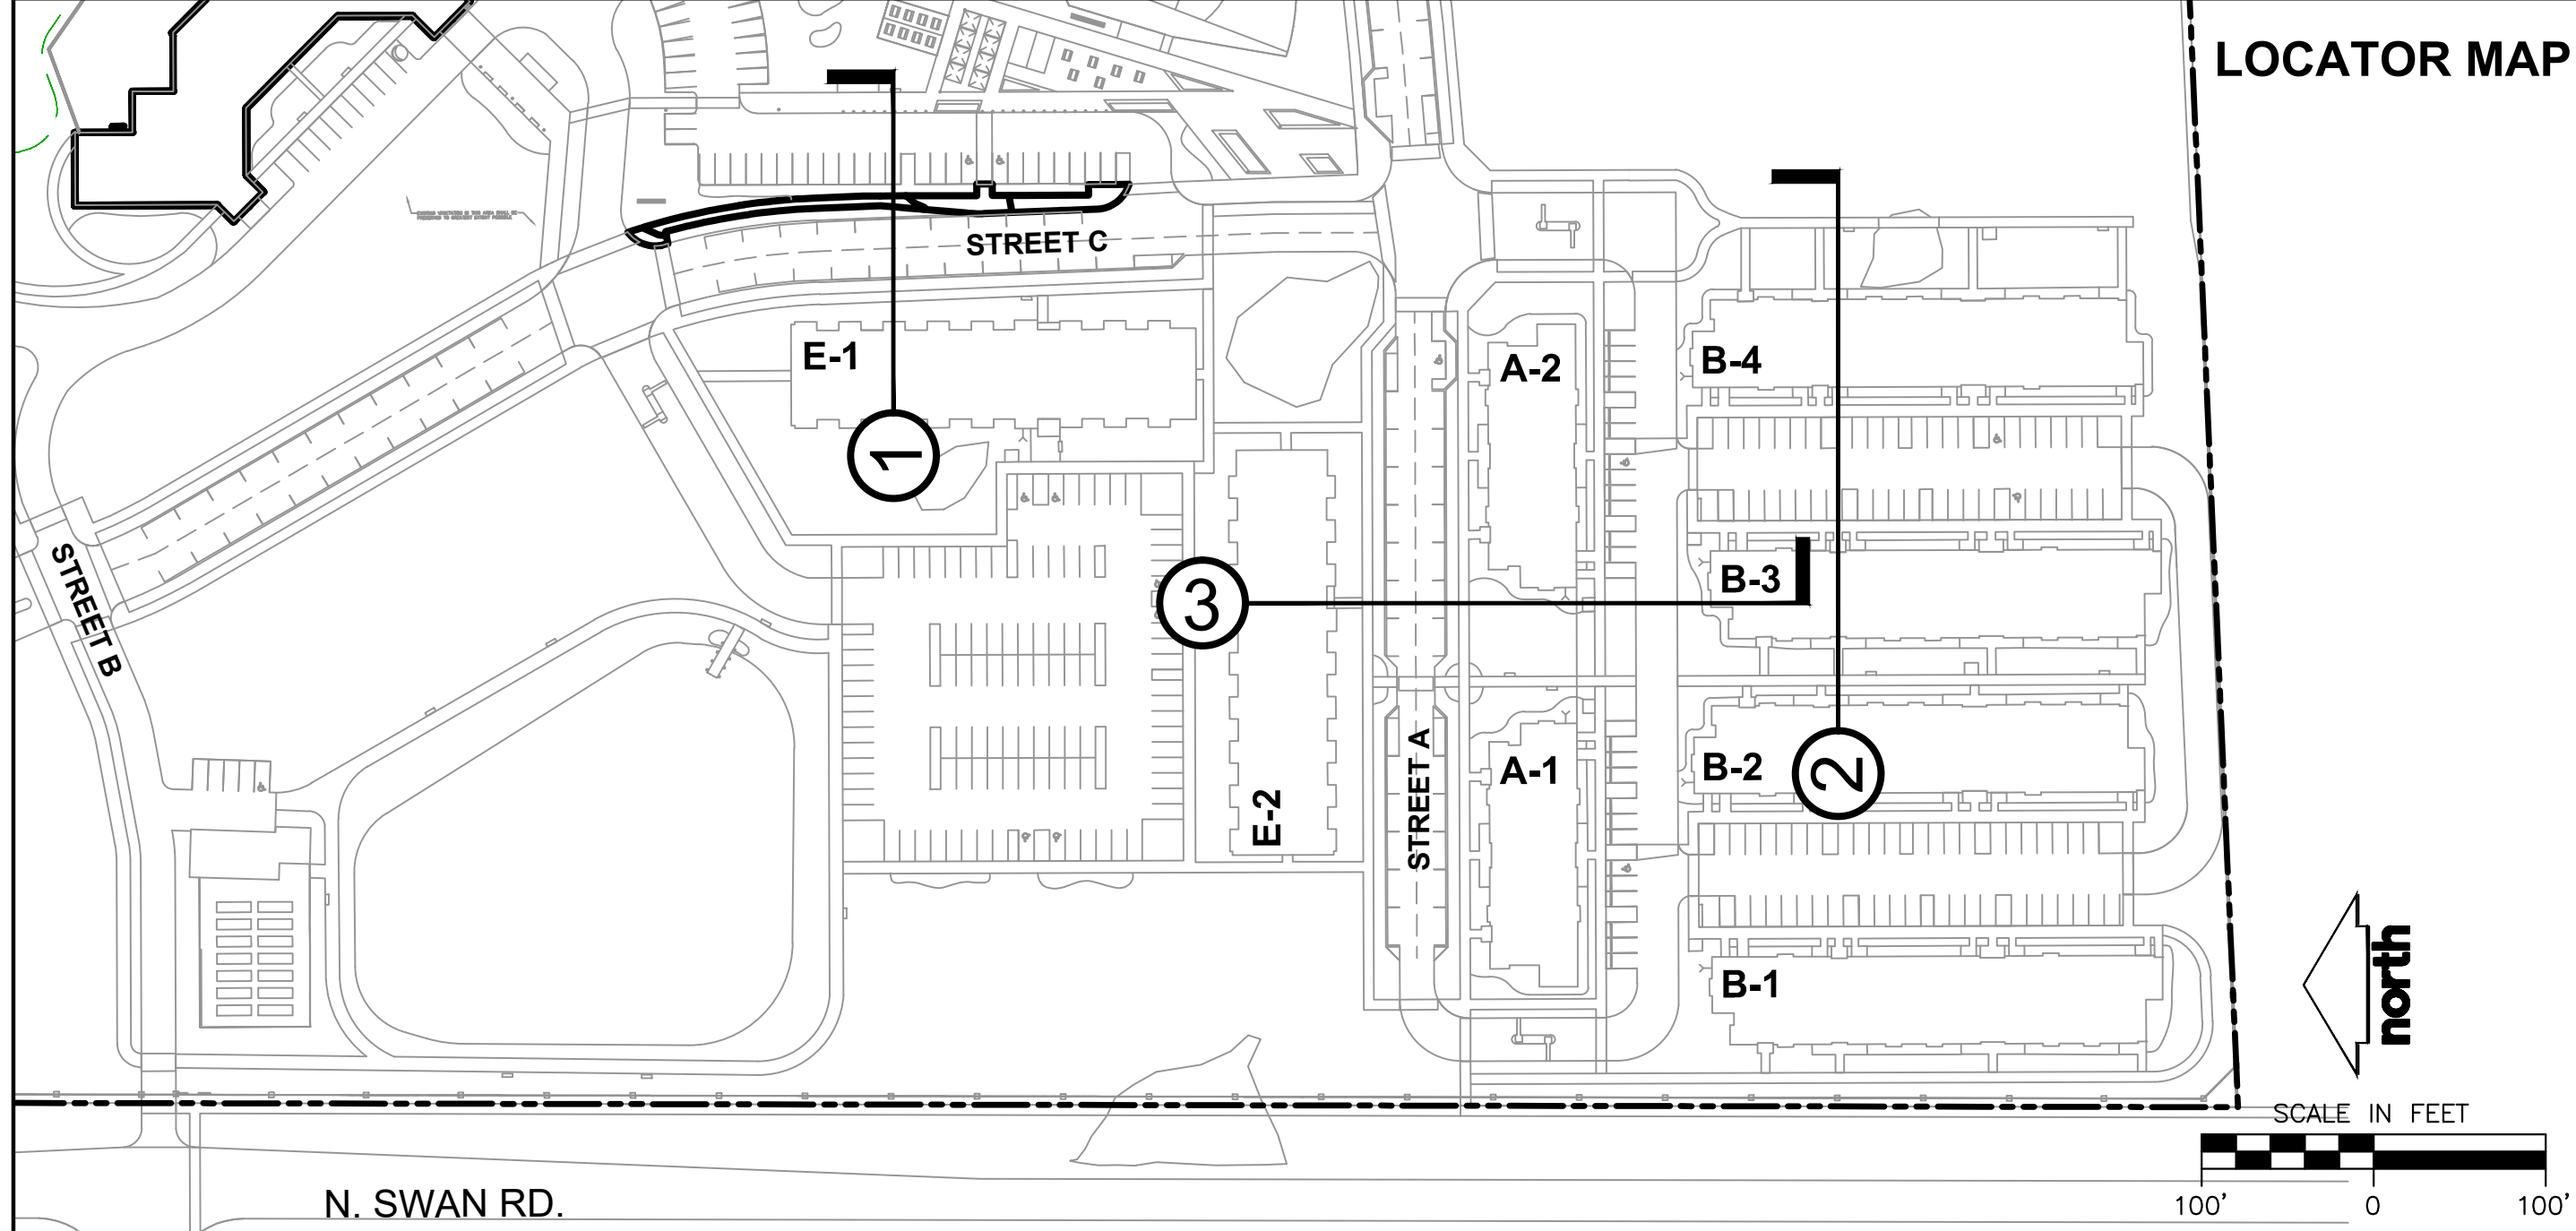 LOCATOR MAP
STREET C
E-1
A-2
B-4
1
STREET B
3
B-3
E-2
STREET A
A-1
B-2
2
B-1
north
SCALE IN FEET
100' 0 100'
N. SWAN RD.